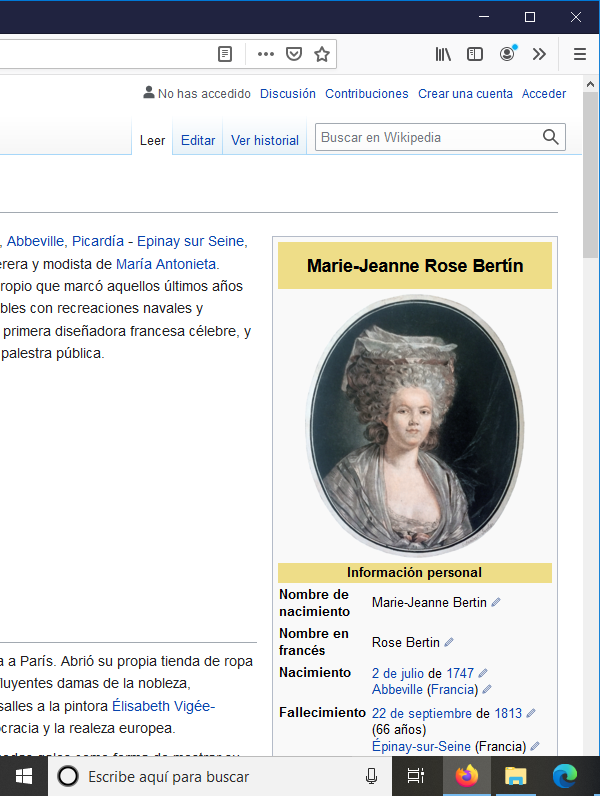 No has accedido Discusión Contribuciones Crear una cuenta Acceder
Leer Editar Ver historial Buscar en Wikipedia
, Abbeville, Picardía - Epinay sur Seine,
rera y modista de María Antonieta.
ropio que marcó aquellos últimos años
bles con recreaciones navales y
primera diseñadora francesa célebre, y
palestra pública.
Marie-Jeanne Rose Bertín
Información personal
Nombre de nacimiento Marie-Jeanne Bertin
Nombre en francés Rose Bertin
Nacimiento 2 de julio de 1747
Abbeville (Francia)
Fallecimiento 22 de septiembre de 1813
(66 años)
Épinay-sur-Seine (Francia)
a a París. Abrió su propia tienda de ropa
fluyentes damas de la nobleza,
salles a la pintora Élisabeth Vigée-
ocracia y la realeza europea.
Escribe aquí para buscar